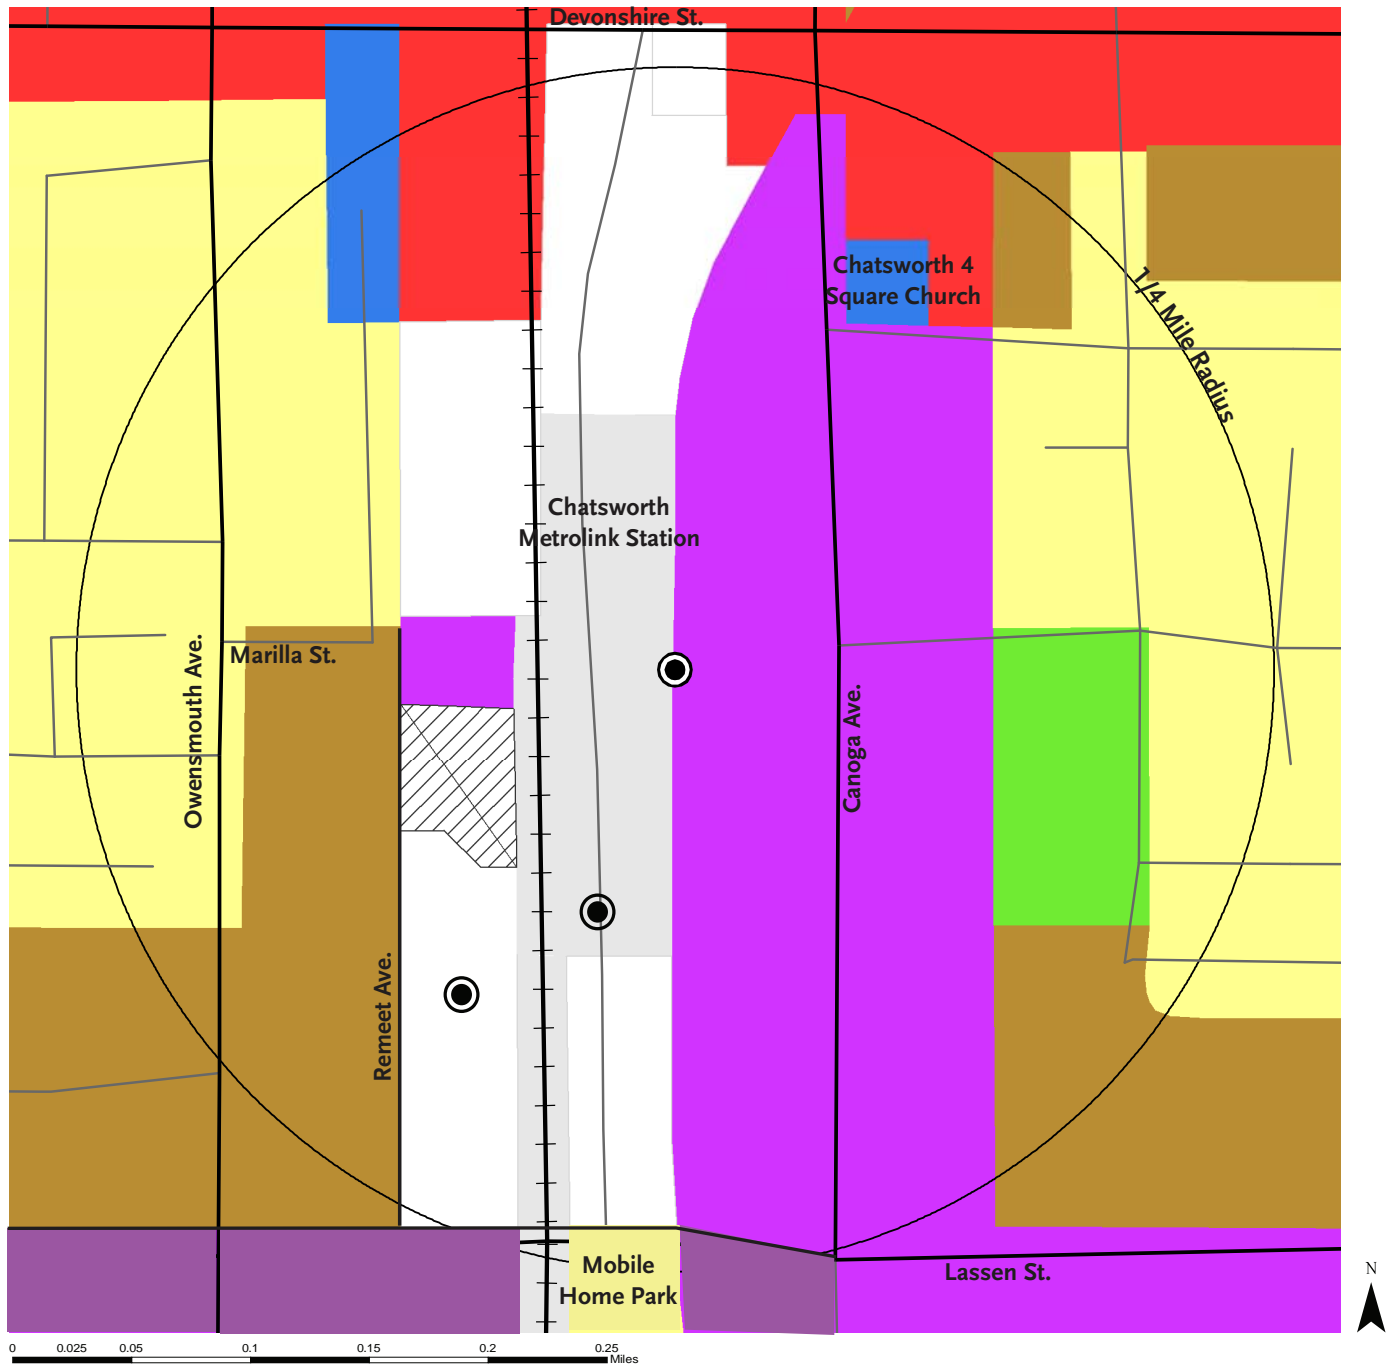 Devonshire St.
Chatsworth 4
Square Church
1/4 Mile Radius
Chatsworth
Metrolink Station
Marilla St.
Owensmouth Ave.
Canoga Ave.
Remeet Ave.
Mobile
Home Park
Lassen St.
N
0 0.025 0.05 0.1 0.15 0.2 0.25
Miles